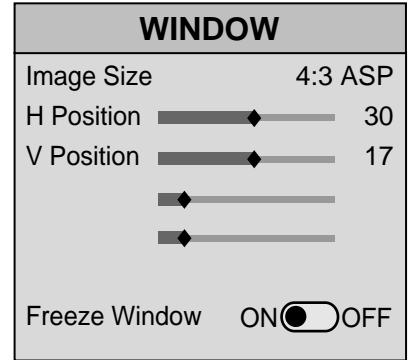 WINDOW
Image Size 4:3 ASP
H Position 30
V Position 17
Freeze Window ON OFF